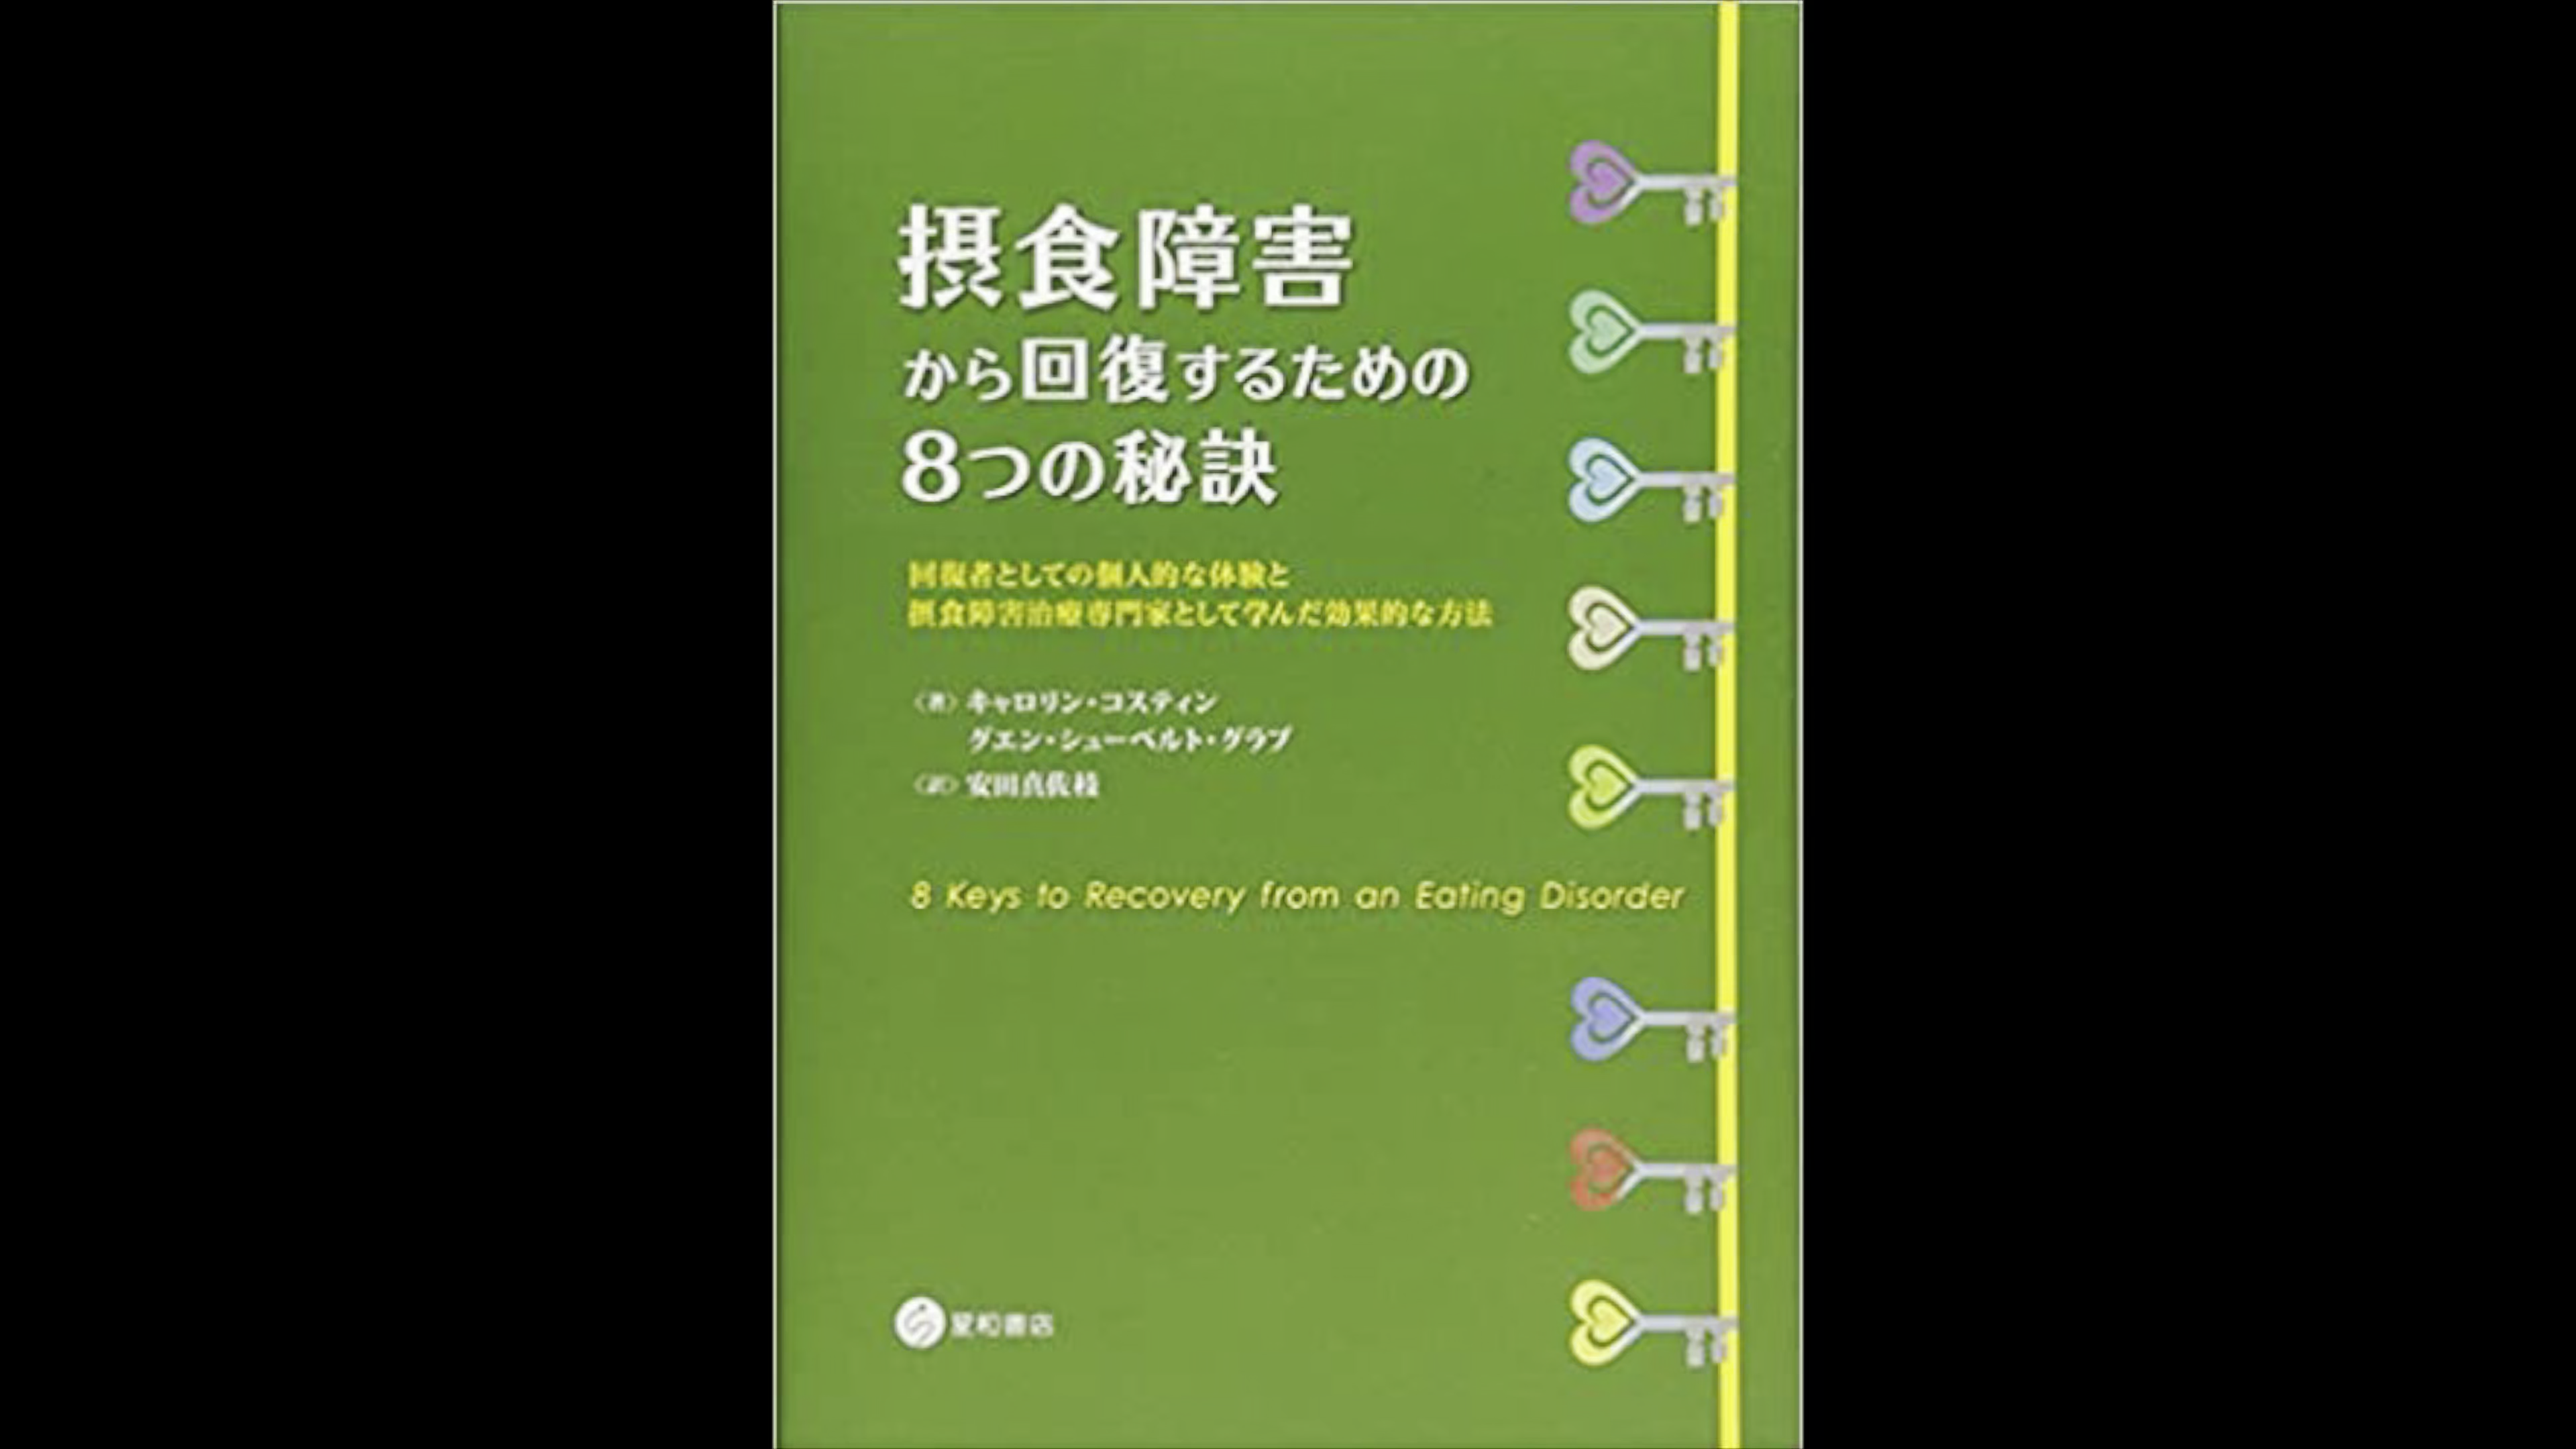 摂食障害
から回復するための
8つの秘訣
回復者としての個人的な体験と
摂食障害治療専門家として学んだ効果的な方法
〈著〉キャロリン・コスティン
グエン・シューベルト・グラブ
〈訳〉安田真佐枝
8 Keys to Recovery from an Eating Disorder
星和書店